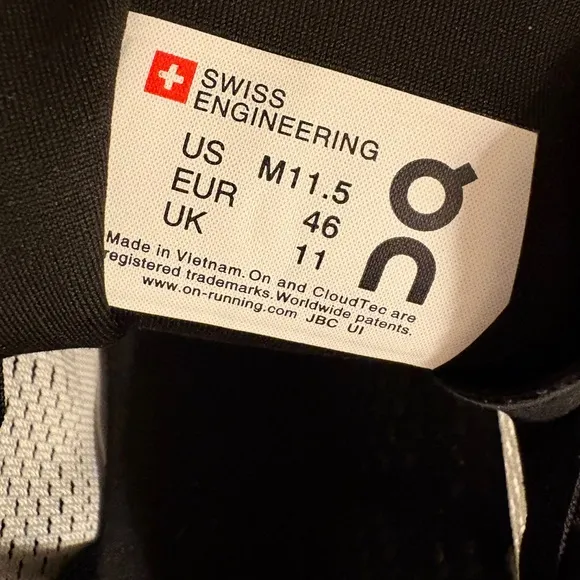 SWISS
ENGINEERING
US M11.5
EUR 46
UK 11
Made in Vietnam. On and CloudTec are
registered trademarks. Worldwide patents.
www.on-running.com JBC UI
On